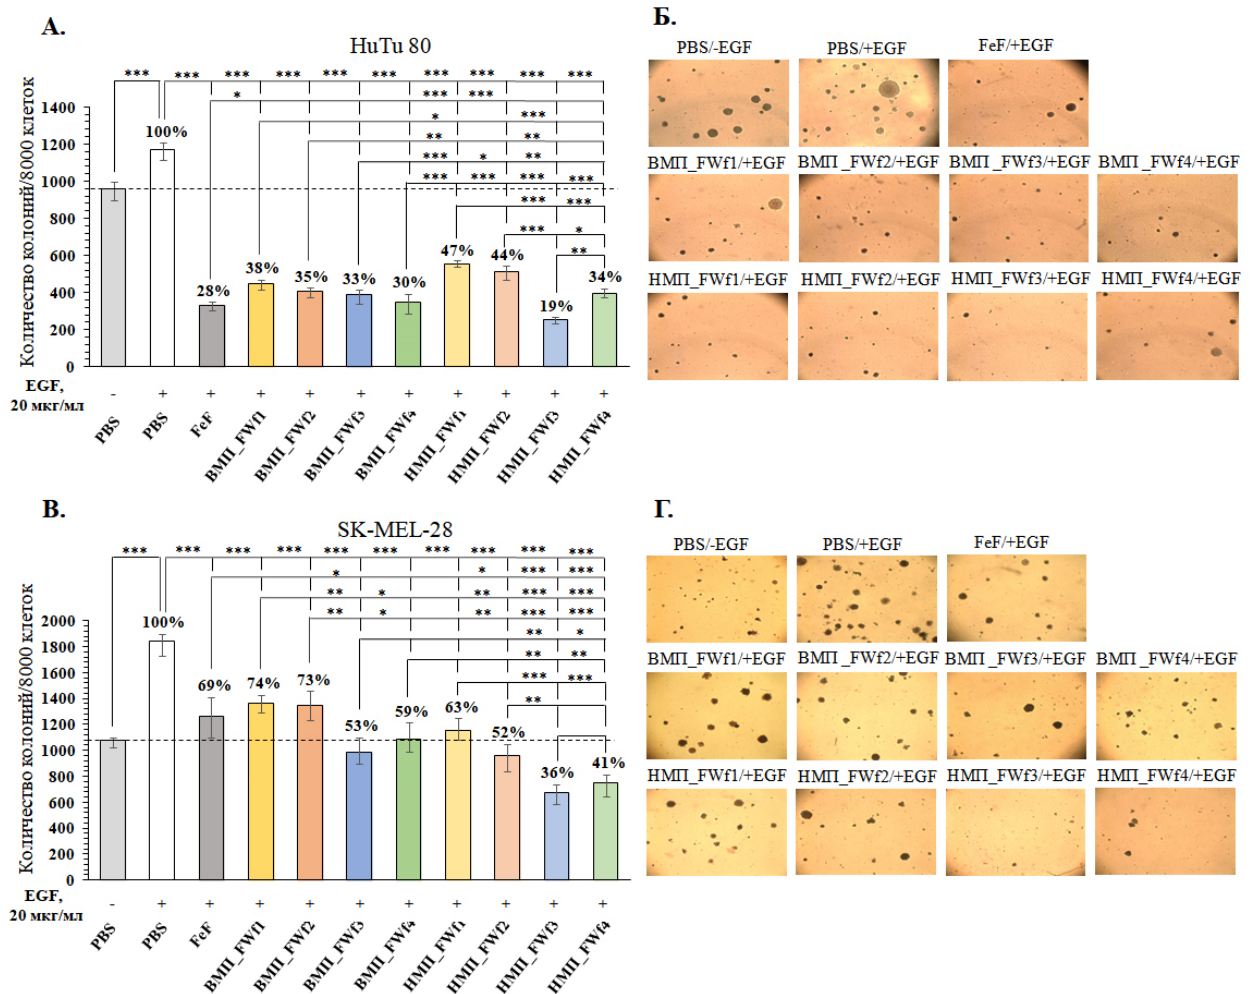 А.
HuTu 80
*** *** *** *** *** *** *** *** *** ***
* *** ***
* ***
** **
*** * **
*** *** *** ***
*** ***
*** *
**
Количество колоний/8000 клеток
1400
1200
1000
800
600
400
200
0
100%
28%
38%
35%
33%
30%
47%
44%
19%
34%
EGF,
20 мкг/мл
- + + + + + + + + + +
PBS
PBS
FeF
ВМП_FWf1
ВМП_FWf2
ВМП_FWf3
ВМП_FWf4
НМП_FWf1
НМП_FWf2
НМП_FWf3
НМП_FWf4
Б.
PBS/-EGF
PBS/+EGF
FeF/+EGF
ВМП_FWf1/+EGF
ВМП_FWf2/+EGF
ВМП_FWf3/+EGF
ВМП_FWf4/+EGF
НМП_FWf1/+EGF
НМП_FWf2/+EGF
НМП_FWf3/+EGF
НМП_FWf4/+EGF
В.
SK-MEL-28
*** *** *** *** *** *** *** *** *** ***
* * *** ***
** * ** *** ***
** * ** *** ***
** *
** **
*** ***
**
Количество колоний/8000 клеток
2000
1800
1600
1400
1200
1000
800
600
400
200
0
100%
69%
74%
73%
53%
59%
63%
52%
36%
41%
EGF,
20 мкг/мл
- + + + + + + + + + +
PBS
PBS
FeF
ВМП_FWf1
ВМП_FWf2
ВМП_FWf3
ВМП_FWf4
НМП_FWf1
НМП_FWf2
НМП_FWf3
НМП_FWf4
Г.
PBS/-EGF
PBS/+EGF
FeF/+EGF
ВМП_FWf1/+EGF
ВМП_FWf2/+EGF
ВМП_FWf3/+EGF
ВМП_FWf4/+EGF
НМП_FWf1/+EGF
НМП_FWf2/+EGF
НМП_FWf3/+EGF
НМП_FWf4/+EGF